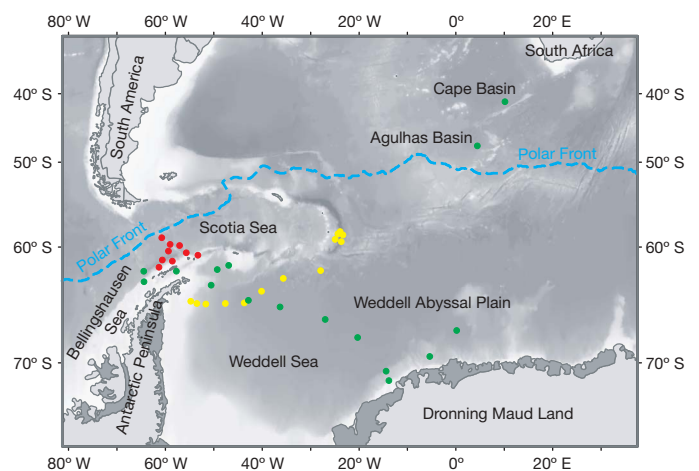 80° W 60° W 40° W 20° W 0° 20° E
South America
South Africa
Cape Basin
40° S
40° S
Agulhas Basin
50° S
Polar Front
50° S
Scotia Sea
Polar Front
60° S
60° S
Bellingshausen
Sea
Antarctic Peninsula
Weddell Abyssal Plain
Weddell Sea
70° S
70° S
Dronning Maud Land
80° W 60° W 40° W 20° W 0° 20° E